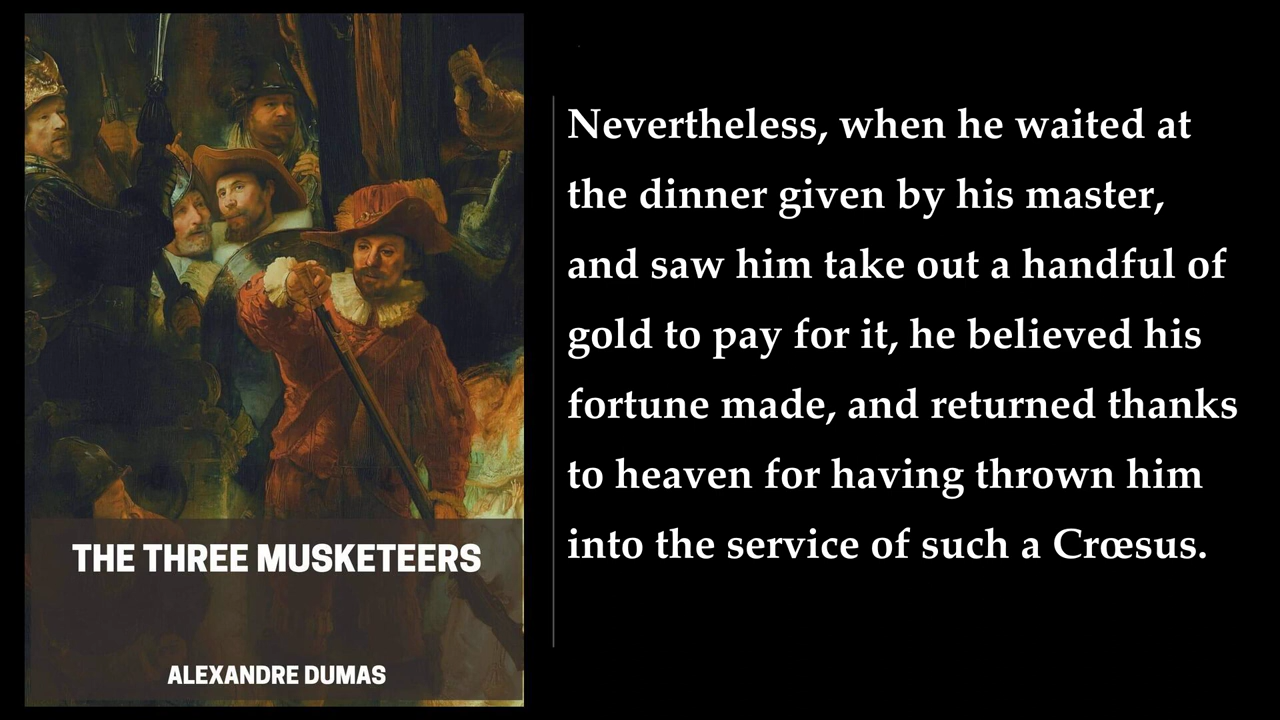 THE THREE MUSKETEERS
ALEXANDRE DUMAS
Nevertheless, when he waited at
the dinner given by his master,
and saw him take out a handful of
gold to pay for it, he believed his
fortune made, and returned thanks
to heaven for having thrown him
into the service of such a Crœsus.